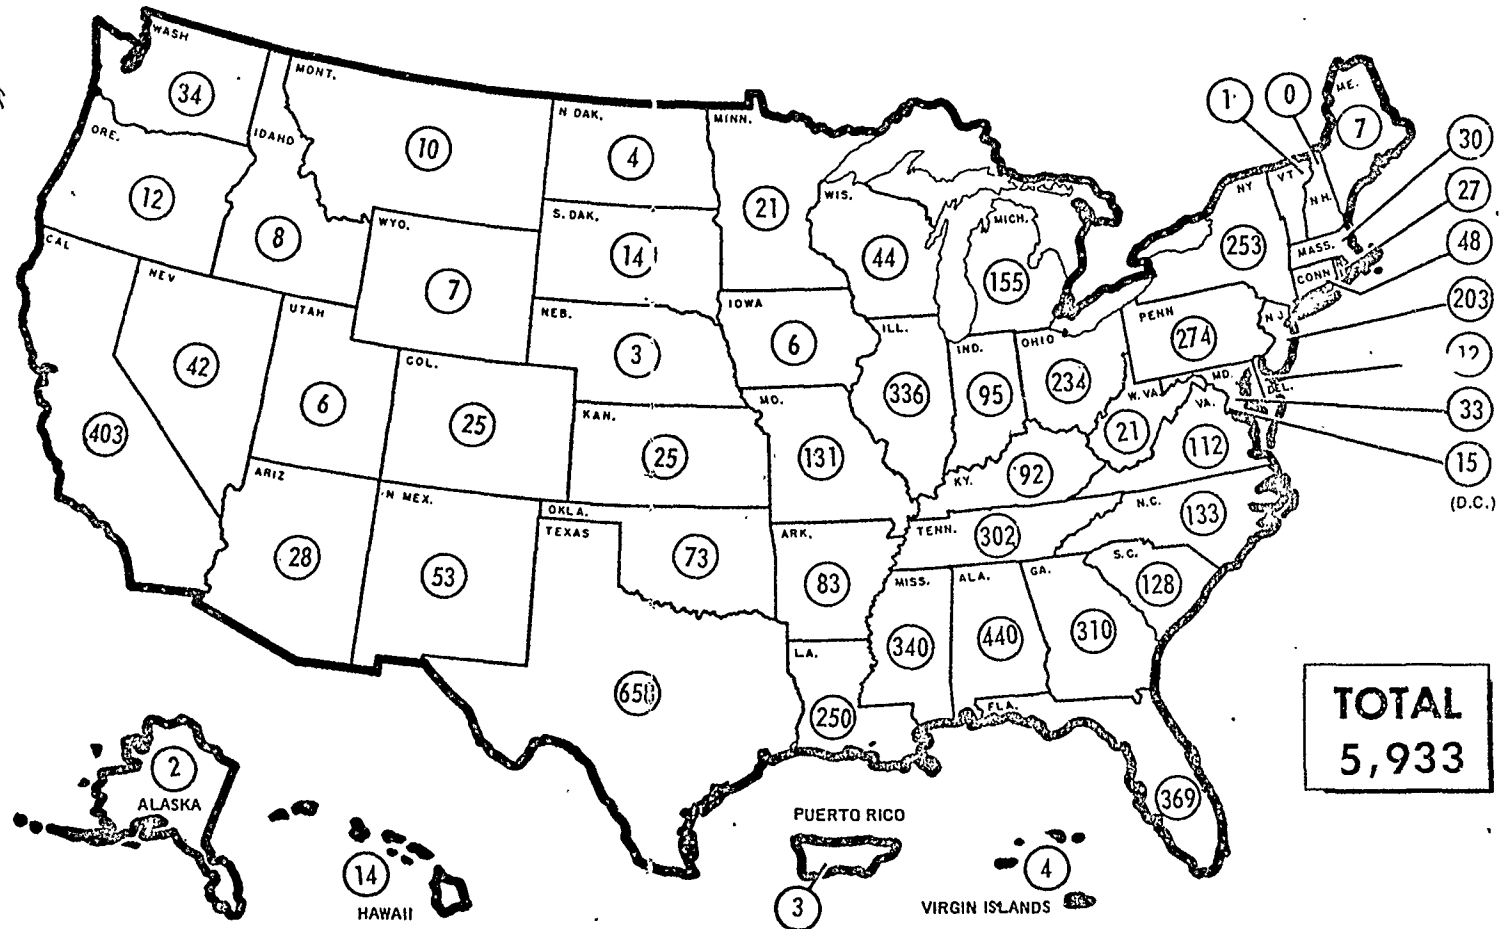 WASH
34
MONT.
10
IDAHO
8
ORE.
12
CAL
403
NEV
42
UTAH
6
WYO.
7
COL.
25
ARIZ
28
N MEX.
53
N DAK.
4
S. DAK.
14
NEB.
3
KAN.
25
OKLA.
73
TEXAS
658
MINN.
21
IOWA
6
MO.
131
ARK.
83
LA.
250
WIS.
44
ILL.
336
MICH.
155
IND.
95
OHIO
234
KY.
92
TENN.
302
MISS.
340
ALA.
440
GA.
310
FLA.
369
S.C.
128
N.C.
133
VA.
112
W. VA.
21
PENN
274
NY
253
VT.
1
N.H.
0
ME.
7
MASS.
30
27
CONN
48
N J.
203
DEL.
12
MD.
33
15
(D.C.)
TOTAL
5,933
2
ALASKA
14
HAWAII
PUERTO RICO
3
4
VIRGIN ISLANDS